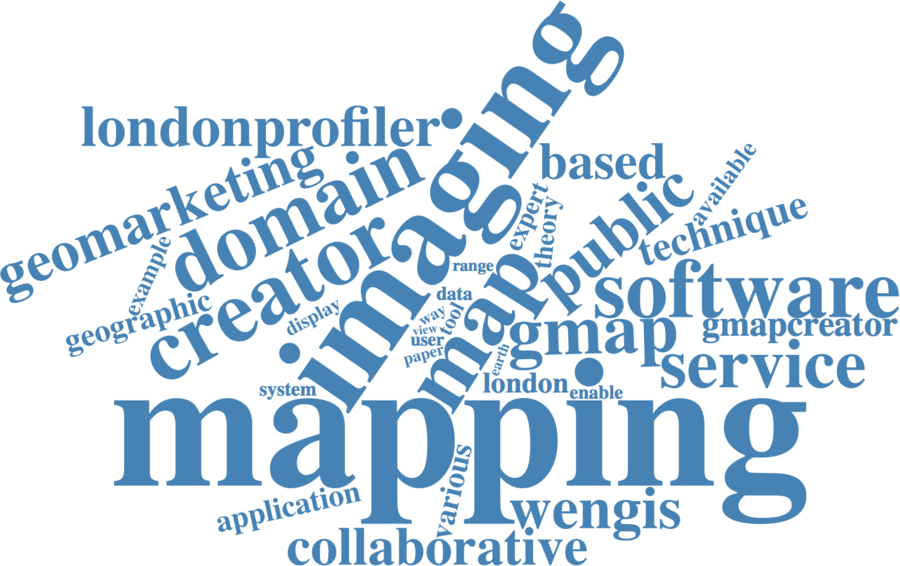 imaging
londonprofiler
geomarketing
domain
based
available
expert
public
technique
theory
creator
example
range
geographic
display
data
way
tool
view
user
paper
map
software
gmap
gmapcreator
earth
service
system
london
enable
mapping
application
various
wengis
collaborative